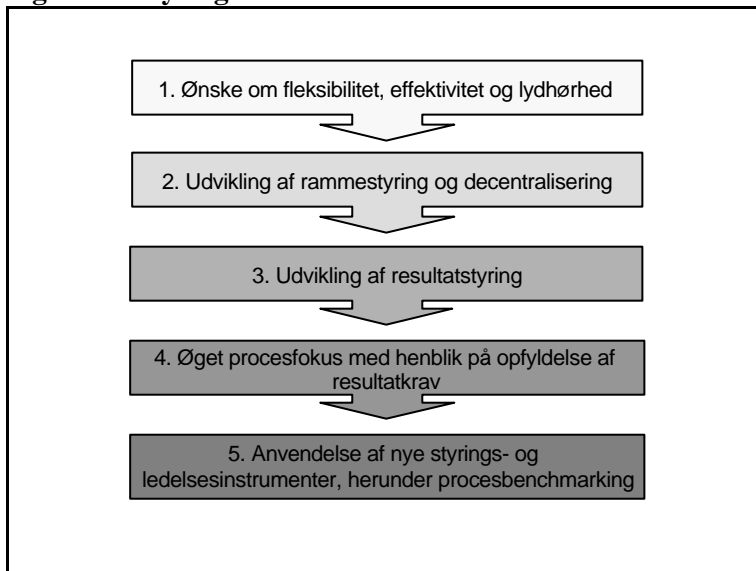 1. Ønske om fleksibilitet, effektivitet og lydhørhed
2. Udvikling af rammestyring og decentralisering
3. Udvikling af resultatstyring
4. Øget procesfokus med henblik på opfyldelse af
resultatkrav
5. Anvendelse af nye styrings- og
ledelsesinstrumenter, herunder procesbenchmarking